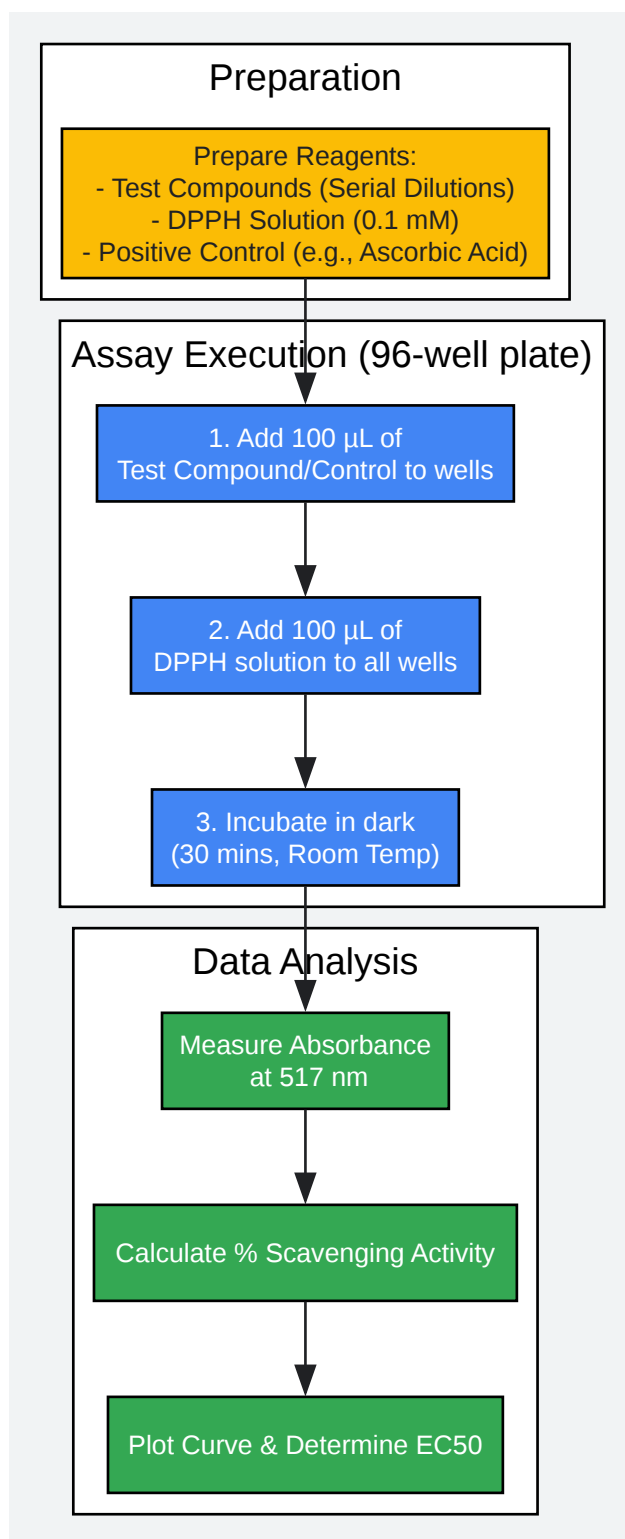 Preparation
Prepare Reagents:
- Test Compounds (Serial Dilutions)
- DPPH Solution (0.1 mM)
- Positive Control (e.g., Ascorbic Acid)
Assay Execution (96-well plate)
1. Add 100 µL of
Test Compound/Control to wells
2. Add 100 µL of
DPPH solution to all wells
3. Incubate in dark
(30 mins, Room Temp)
Data Analysis
Measure Absorbance
at 517 nm
Calculate % Scavenging Activity
Plot Curve & Determine EC50